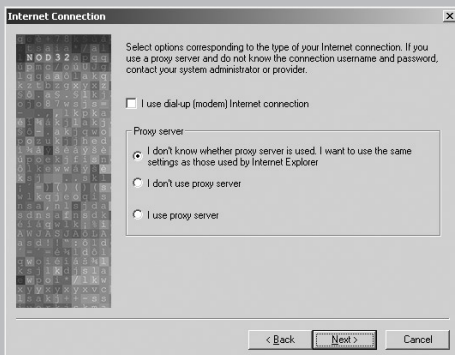 Internet Connection
NOD32
Select options corresponding to the type of your Internet connection. If you
use a proxy server and do not know the connection username and password,
contact your system administrator or provider.
I use dial-up (modem) Internet connection
Proxy server
I don't know whether proxy server is used. I want to use the same
settings as those used by Internet Explorer
I don't use proxy server
I use proxy server
< Back
Next >
Cancel